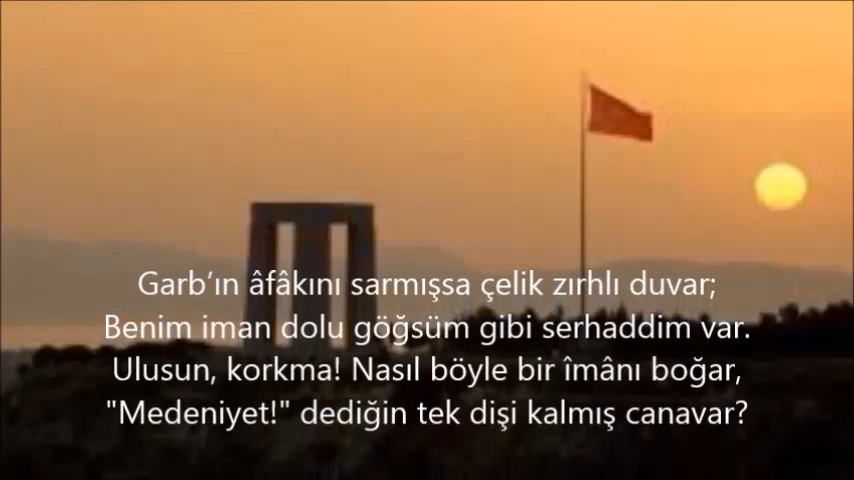 Garb’ın âfâkını sarmışsa çelik zırhlı duvar;
Benim iman dolu göğsüm gibi serhaddim var.
Ulusun, korkma! Nasıl böyle bir îmânı boğar,
"Medeniyet!" dediğin tek dişi kalmış canavar?